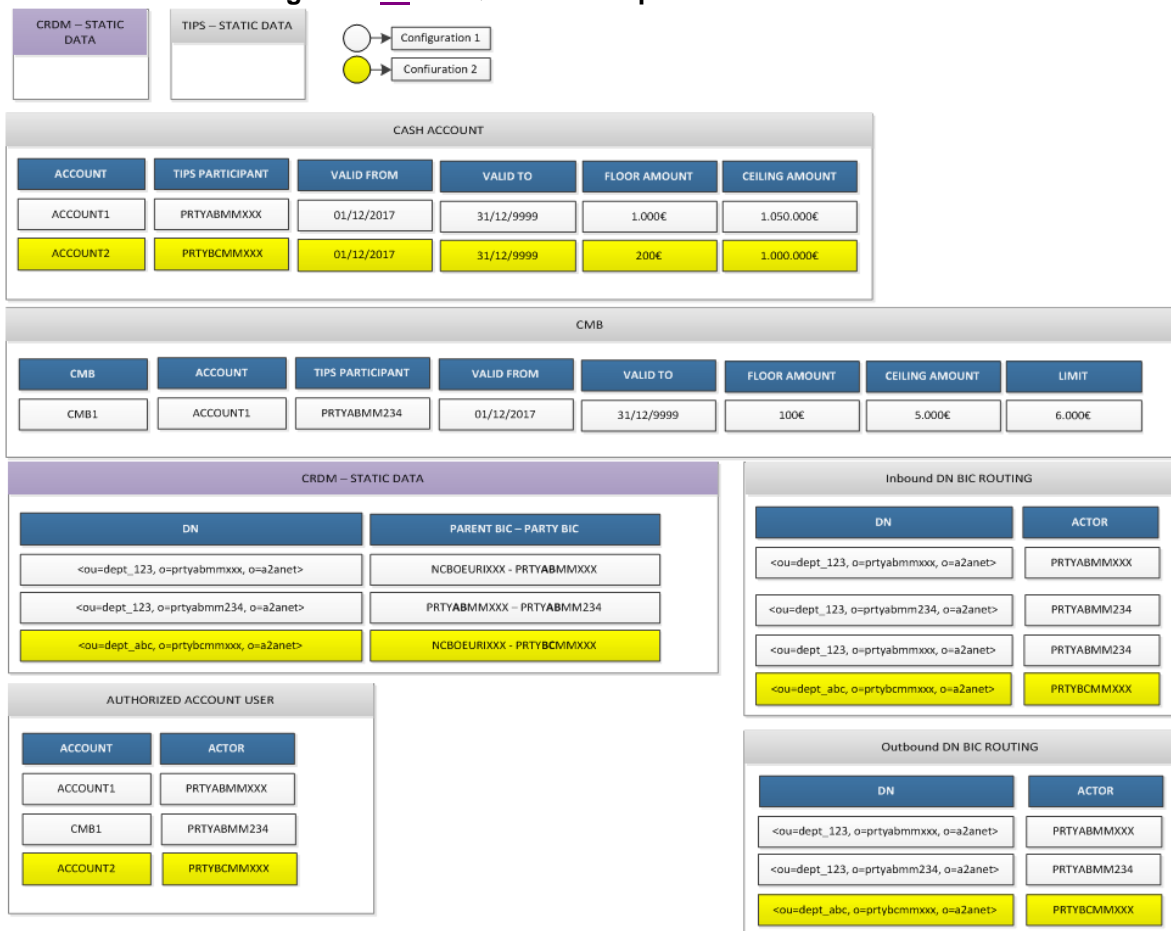 CRDM – STATIC DATA
TIPS – STATIC DATA
Configuration 1
Confiuration 2
CASH ACCOUNT
ACCOUNT TIPS PARTICIPANT VALID FROM VALID TO FLOOR AMOUNT CEILING AMOUNT
ACCOUNT1 PRTYABMMXXX 01/12/2017 31/12/9999 1.000€ 1.050.000€
ACCOUNT2 PRTYBCMMXXX 01/12/2017 31/12/9999 200€ 1.000.000€
CMB
CMB ACCOUNT TIPS PARTICIPANT VALID FROM VALID TO FLOOR AMOUNT CEILING AMOUNT LIMIT
CMB1 ACCOUNT1 PRTYABMM234 01/12/2017 31/12/9999 100€ 5.000€ 6.000€
CRDM – STATIC DATA
DN PARENT BIC – PARTY BIC
<ou=dept_123, o=prtyabmmxxx, o=a2anet> NCBOEURIXXX - PRTYABMMXXX
<ou=dept_123, o=prtyabmm234, o=a2anet> PRTYABMMXXX – PRTYABMM234
<ou=dept_abc, o=prtybcmmxxx, o=a2anet> NCBOEURIXXX - PRTYBCMMXXX
Inbound DN BIC ROUTING
DN ACTOR
<ou=dept_123, o=prtyabmmxxx, o=a2anet> PRTYABMMXXX
<ou=dept_123, o=prtyabmm234, o=a2anet> PRTYABMM234
<ou=dept_123, o=prtyabmmxxx, o=a2anet> PRTYABMM234
<ou=dept_abc, o=prtybcmmxxx, o=a2anet> PRTYBCMMXXX
AUTHORIZED ACCOUNT USER
ACCOUNT ACTOR
ACCOUNT1 PRTYABMMXXX
CMB1 PRTYABMM234
ACCOUNT2 PRTYBCMMXXX
Outbound DN BIC ROUTING
DN ACTOR
<ou=dept_123, o=prtyabmmxxx, o=a2anet> PRTYABMMXXX
<ou=dept_123, o=prtyabmm234, o=a2anet> PRTYABMM234
<ou=dept_abc, o=prtybcmmxxx, o=a2anet> PRTYBCMMXXX